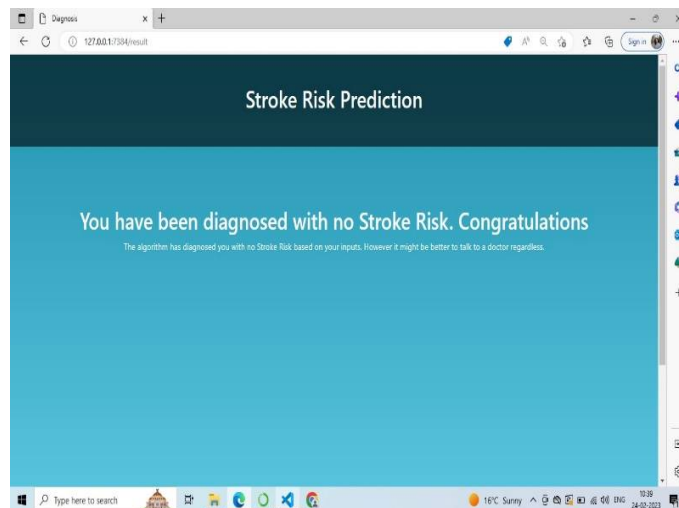 Diagnosis
127.0.0.1:7384/result
Sign in
Stroke Risk Prediction
You have been diagnosed with no Stroke Risk. Congratulations
The algorithm has diagnosed you with no Stroke Risk based on your inputs. However it might be better to talk to a doctor regardless.
Type here to search
16°C Sunny
ENG
10:39
24-02-2023